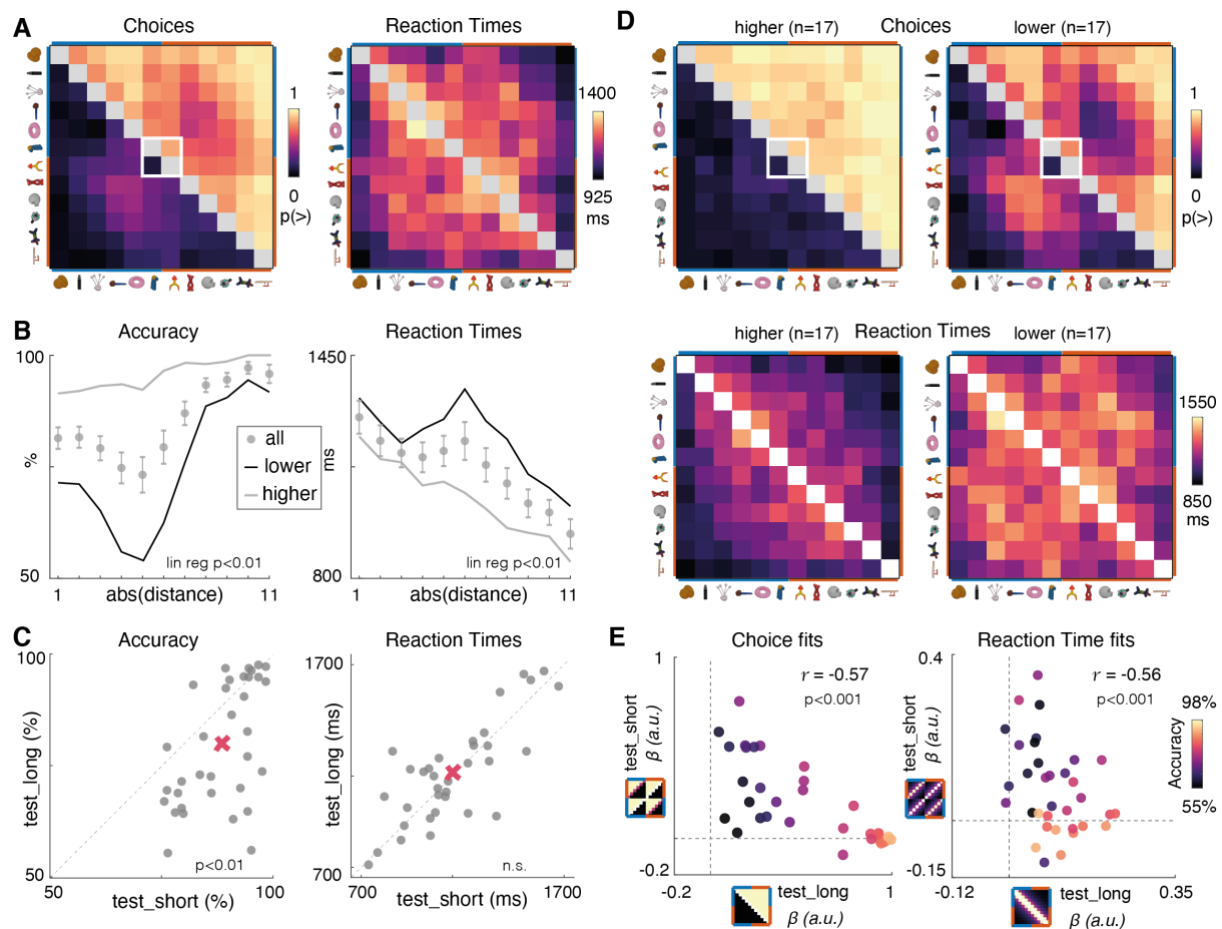 A
Choices
Reaction Times
1
0
p(>)
1400
925
ms
B
Accuracy
Reaction Times
100
%
50
1
abs(distance)
11
all
lower
higher
lin reg p<0.01
1450
ms
800
1
abs(distance)
11
lin reg p<0.01
C
Accuracy
Reaction Times
100
test_long (%)
50
50
test_short (%)
100
p<0.01
1700
test_long (ms)
700
700
test_short (ms)
1700
n.s.
D
higher (n=17)
Choices
lower (n=17)
1
0
p(>)
higher (n=17)
Reaction Times
lower (n=17)
1550
850
ms
E
Choice fits
Reaction Time fits
1
test_short
β (a.u.)
-0.2
-0.2
test_long
β (a.u.)
1
r = -0.57
p<0.001
0.4
test_short
β (a.u.)
-0.15
-0.12
test_long
β (a.u.)
0.35
r = -0.56
p<0.001
98%
Accuracy
55%